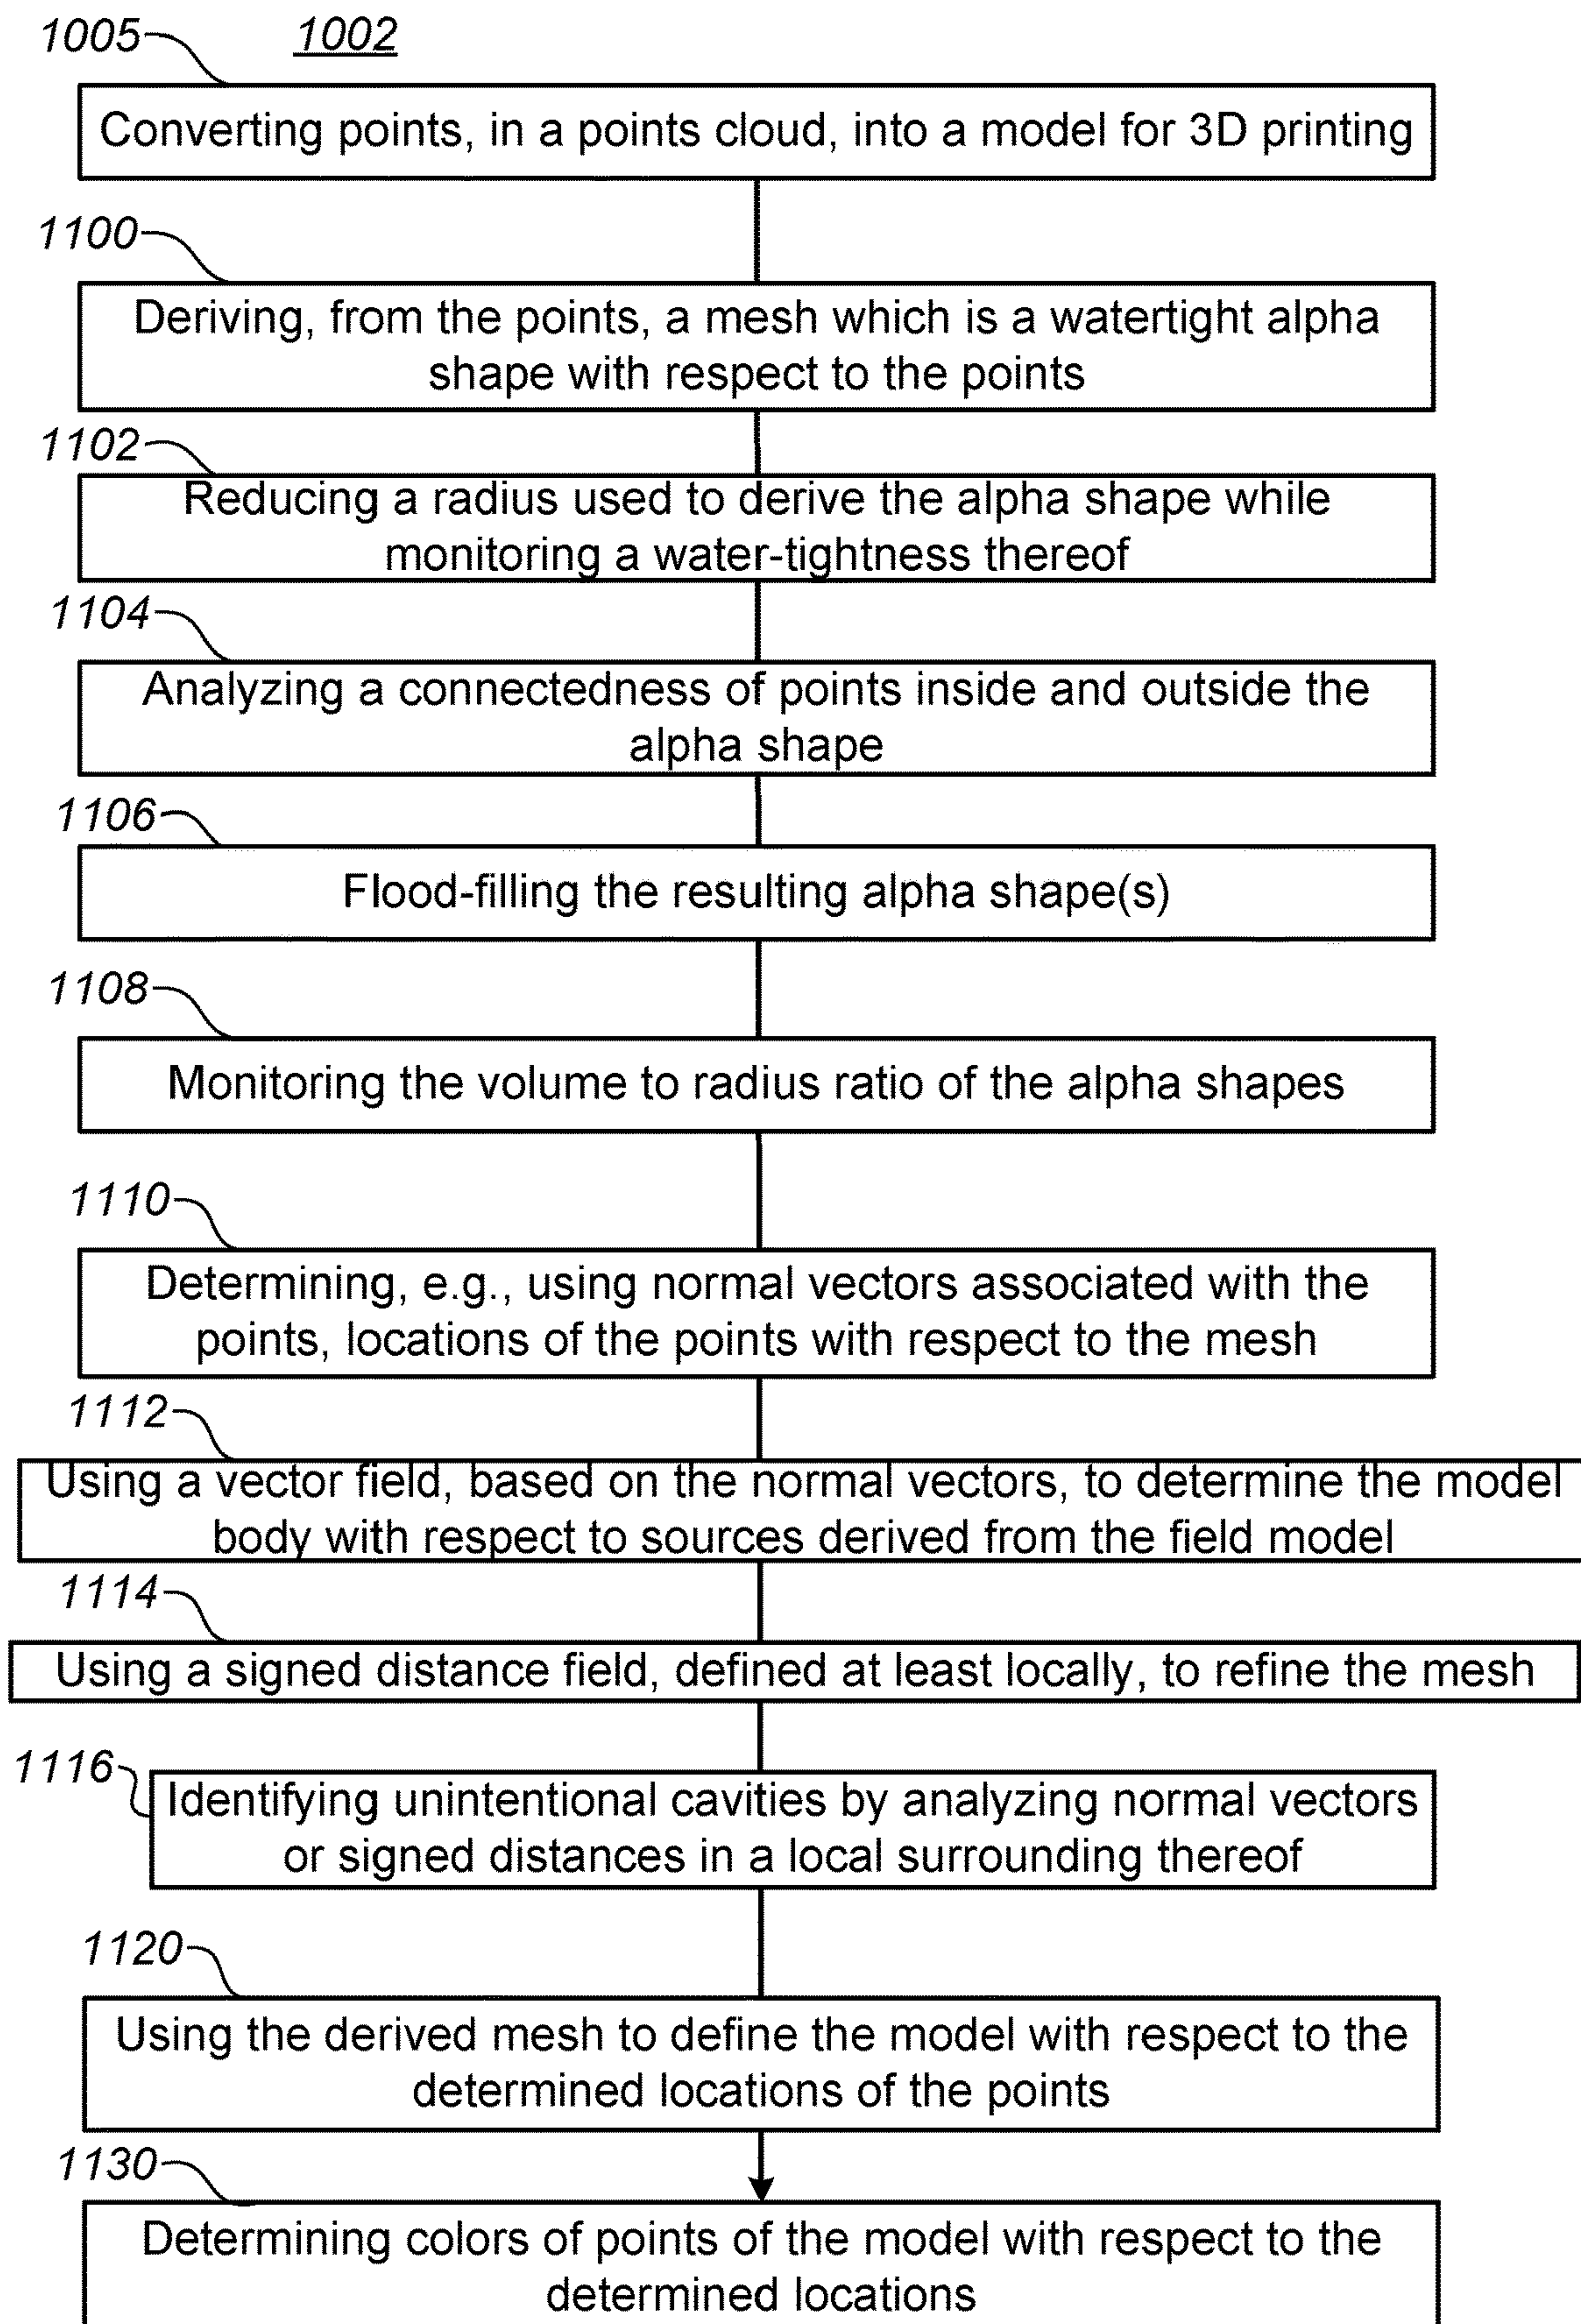 1005 1002
Converting points, in a points cloud, into a model for 3D printing
1100
Deriving, from the points, a mesh which is a watertight alpha
shape with respect to the points
1102
Reducing a radius used to derive the alpha shape while
monitoring a water-tightness thereof
1104
Analyzing a connectedness of points inside and outside the
alpha shape
1106
Flood-filling the resulting alpha shape(s)
1108
Monitoring the volume to radius ratio of the alpha shapes
1110
Determining, e.g., using normal vectors associated with the
points, locations of the points with respect to the mesh
1112
Using a vector field, based on the normal vectors, to determine the model
body with respect to sources derived from the field model
1114
Using a signed distance field, defined at least locally, to refine the mesh
1116
Identifying unintentional cavities by analyzing normal vectors
or signed distances in a local surrounding thereof
1120
Using the derived mesh to define the model with respect to the
determined locations of the points
1130
Determining colors of points of the model with respect to the
determined locations